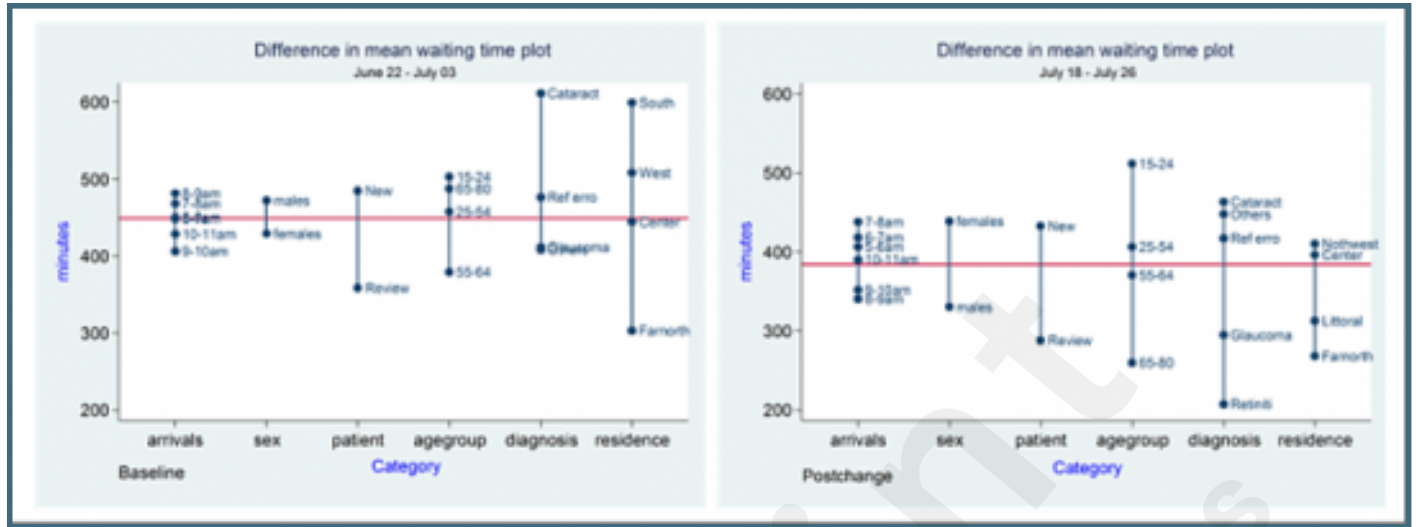 Difference in mean waiting time plot
June 22 - July 03
600
500
400
300
200
minutes
8-9am
7-8am
10-11am
9-10am
males
females
New
Review
15-24
65-80
25-54
55-64
Cataract
Ref erro
Glaucoma
South
West
Center
Farnorth
arrivals sex patient agegroup diagnosis residence
Category
Baseline
Difference in mean waiting time plot
July 18 - July 26
600
500
400
300
200
minutes
7-8am
6-7am
5-6am
10-11am
9-10am
8-9am
females
males
New
Review
15-24
25-54
55-64
65-80
Cataract
Others
Ref erro
Glaucoma
Retiniti
Nothwest
Center
Littoral
Farnorth
arrivals sex patient agegroup diagnosis residence
Category
Postchange